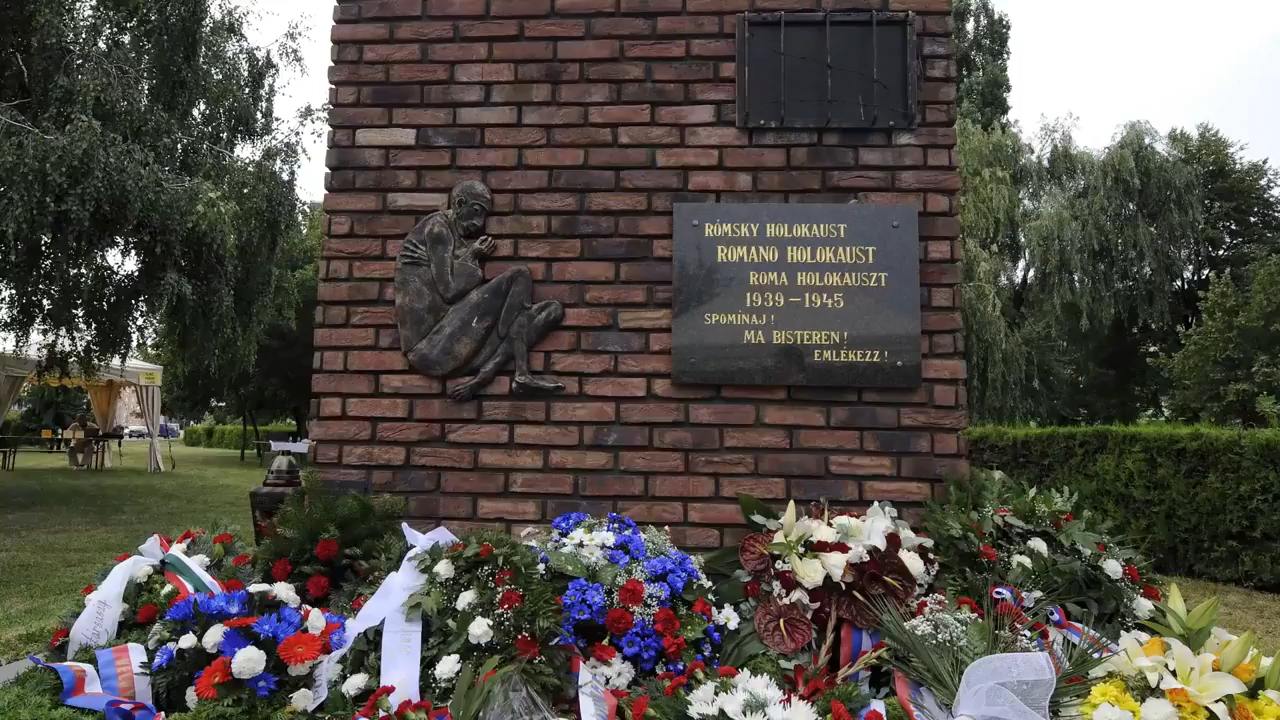 RÓMSKY HOLOKAUST
ROMANO HOLOKAUST
ROMA HOLOKAUSZT
1939 – 1945
SPOMÍNAJ !
MA BISTEREN !
EMLÉKEZZ !